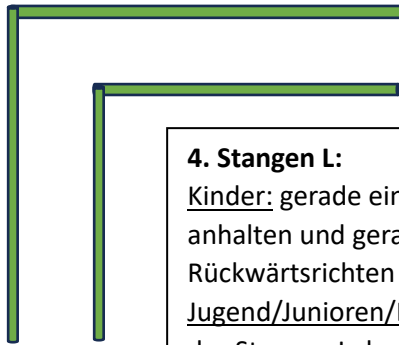 4. Stangen L:
Kinder: gerade ein
anhalten und gera
Rückwärtsrichten
Jugend/Junioren/